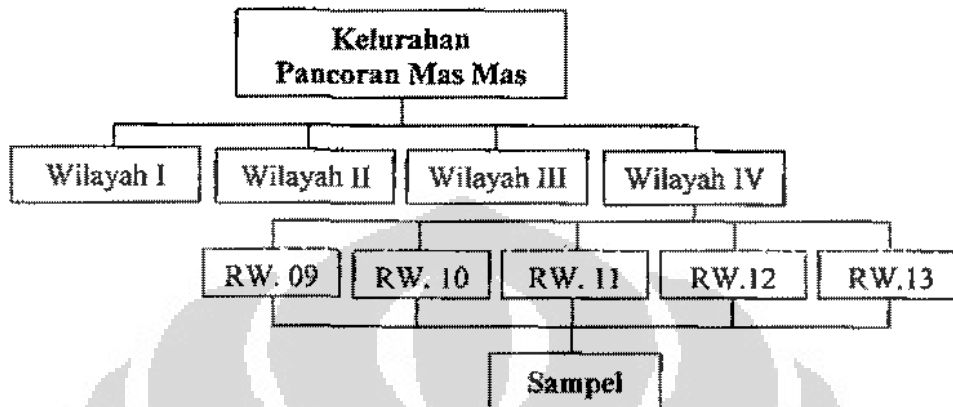 Kelurahan
Pancoran Mas Mas
Wilayah I
Wilayah II
Wilayah III
Wilayah IV
RW. 09
RW. 10
RW. 11
RW.12
RW.13
Sampel